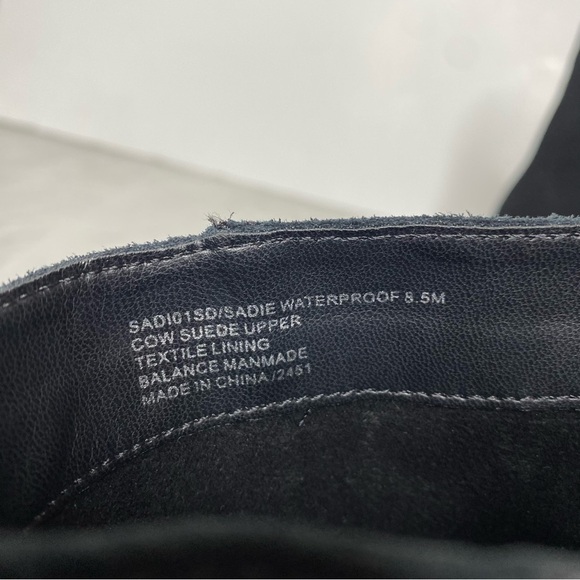 SADI01SD/SADIE WATERPROOF 8.5M
COW SUEDE UPPER
TEXTILE LINING
BALANCE MANMADE
MADE IN CHINA /2451